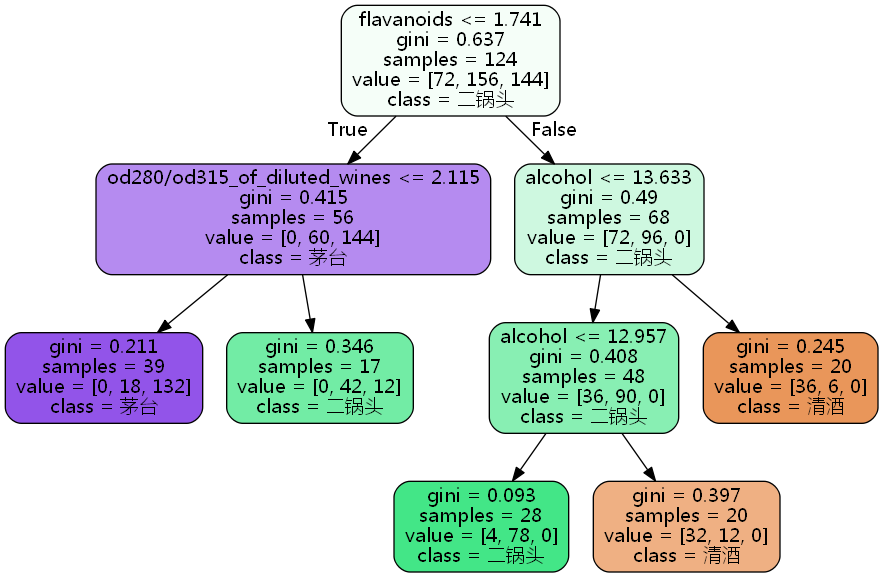 flavanoids <= 1.741
gini = 0.637
samples = 124
value = [72, 156, 144]
class = 二锅头
True
False
od280/od315_of_diluted_wines <= 2.115
gini = 0.415
samples = 56
value = [0, 60, 144]
class = 茅台
alcohol <= 13.633
gini = 0.49
samples = 68
value = [72, 96, 0]
class = 二锅头
gini = 0.211
samples = 39
value = [0, 18, 132]
class = 茅台
gini = 0.346
samples = 17
value = [0, 42, 12]
class = 二锅头
alcohol <= 12.957
gini = 0.408
samples = 48
value = [36, 90, 0]
class = 二锅头
gini = 0.245
samples = 20
value = [36, 6, 0]
class = 清酒
gini = 0.093
samples = 28
value = [4, 78, 0]
class = 二锅头
gini = 0.397
samples = 20
value = [32, 12, 0]
class = 清酒